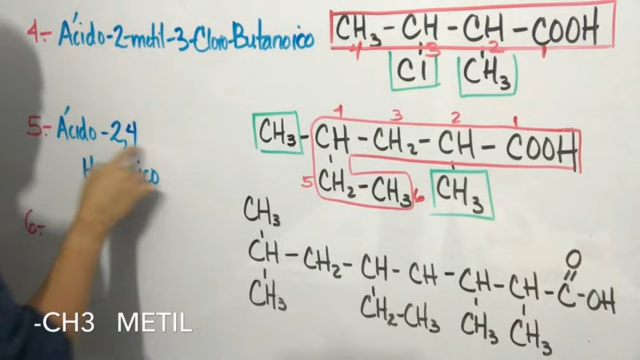 4- Ácido-2-metil-3-Cloro-Butanoico
CH3 - CH - CH - COOH
4 3 2 1
Cl CH3
5- Ácido-2,4
CH3 - CH - CH2 - CH - COOH
4 3 2 1
5 CH2 - CH3 6 CH3
6-
CH3
CH - CH2 - CH - CH - CH - CH - C - OH
O
CH3 CH2-CH3 CH3 CH3
-CH3 METIL